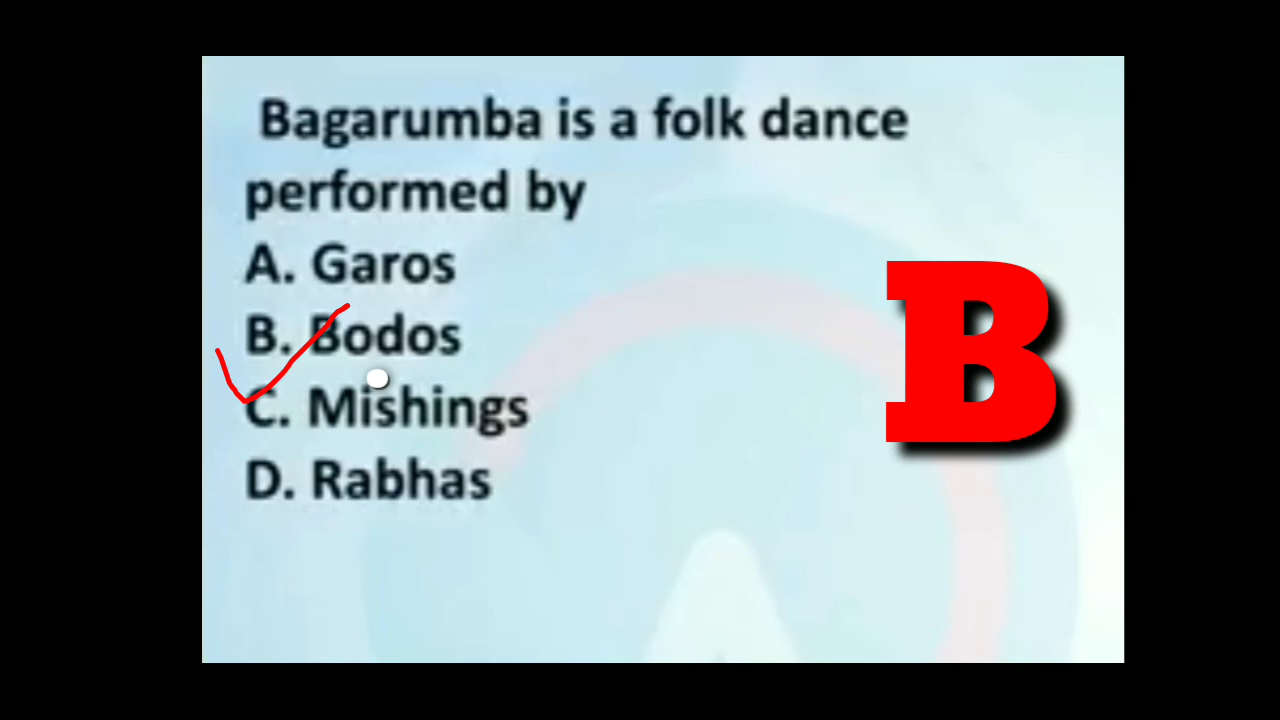 Bagarumba is a folk dance
performed by
A. Garos
B. Bodos
C. Mishings
D. Rabhas
B